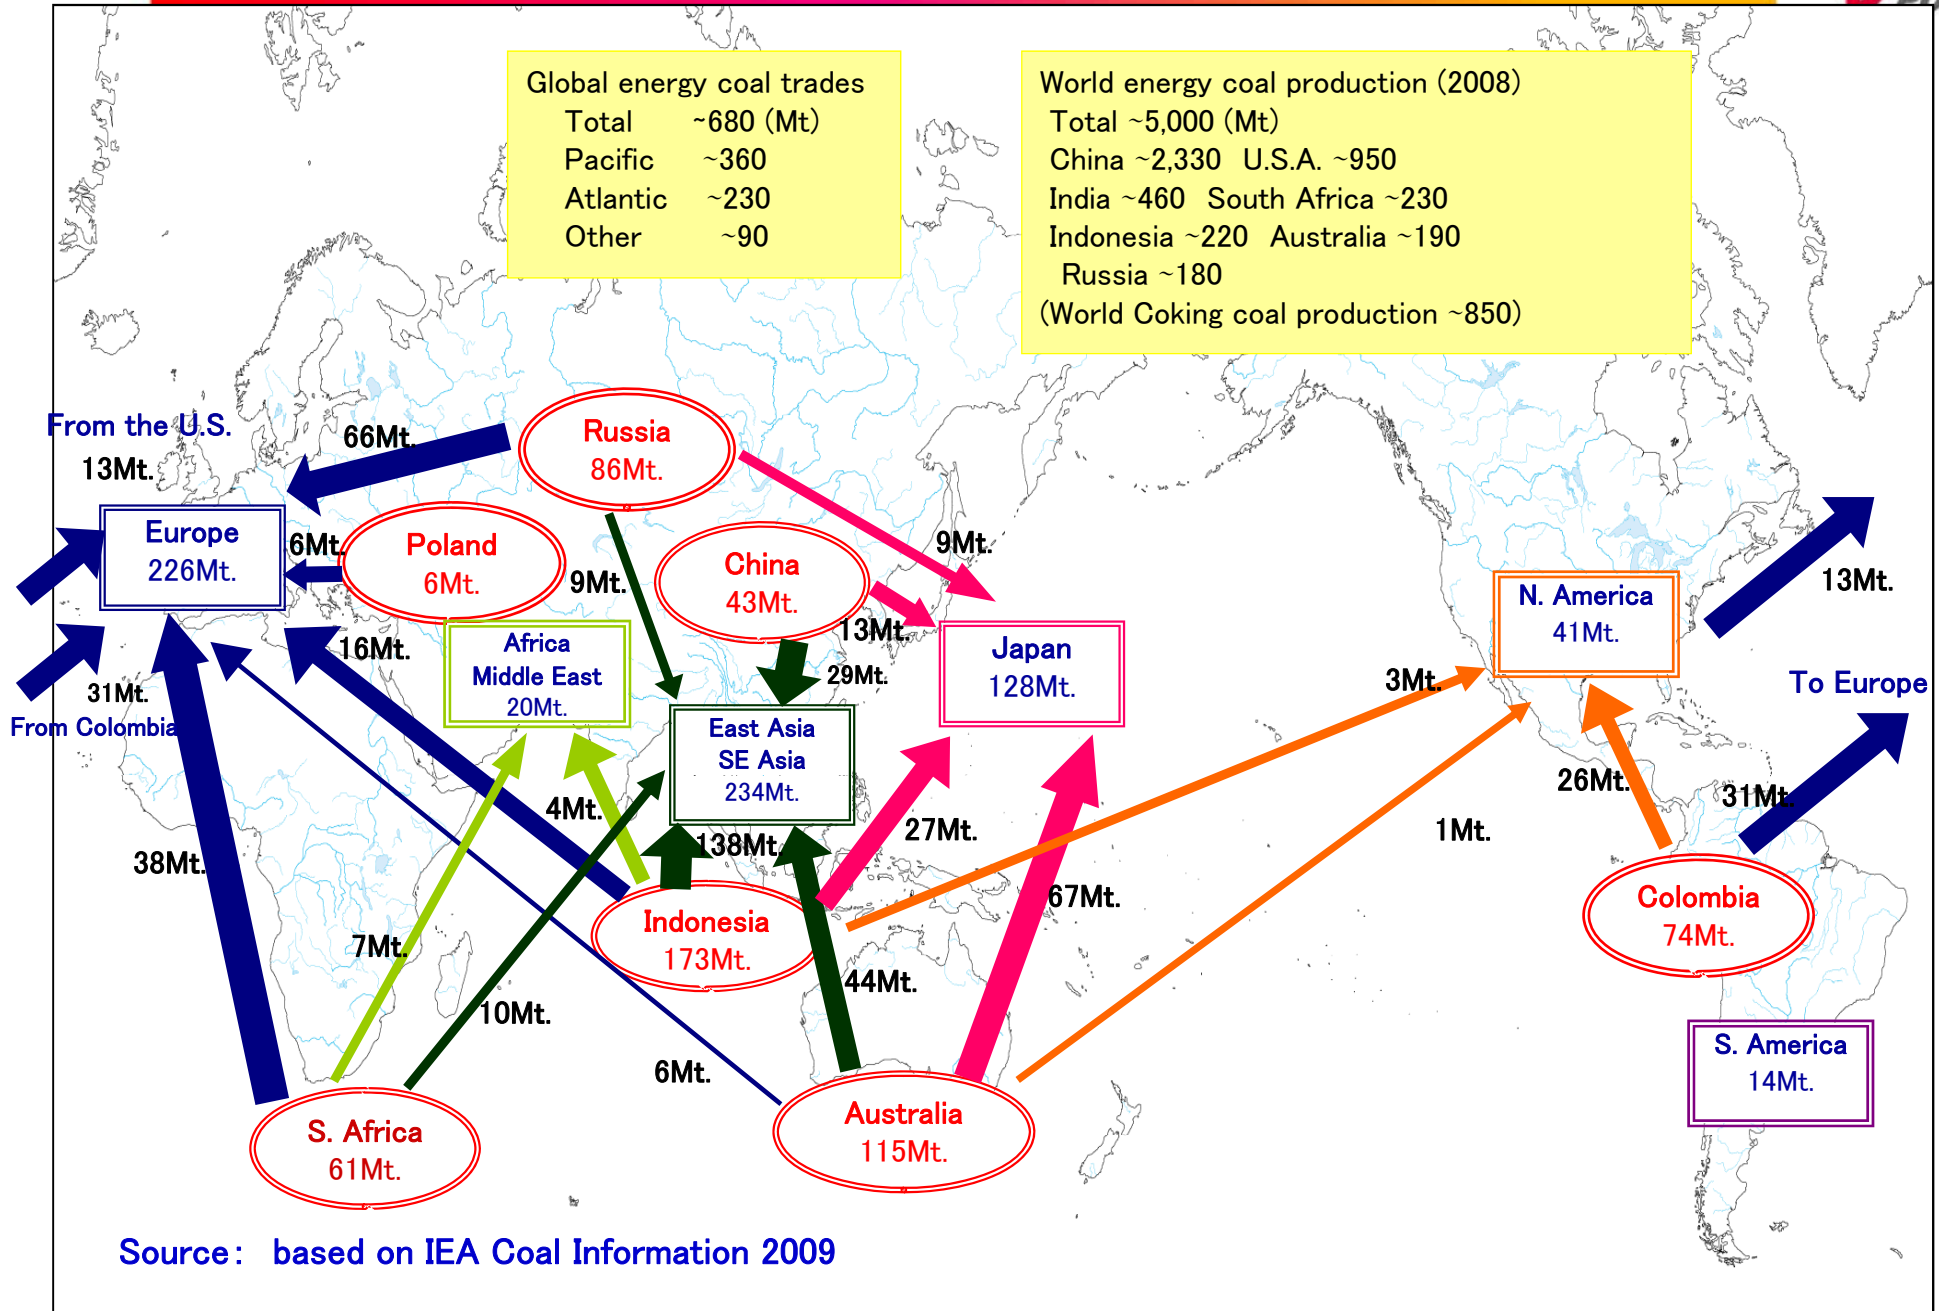 Global energy coal trades
Total ~680 (Mt)
Pacific ~360
Atlantic ~230
Other ~90
World energy coal production (2008)
Total ~5,000 (Mt)
China ~2,330 U.S.A. ~950
India ~460 South Africa ~230
Indonesia ~220 Australia ~190
Russia ~180
(World Coking coal production ~850)
From the U.S.
13Mt.
66Mt.
Russia
86Mt.
Europe
226Mt.
6Mt.
Poland
6Mt.
9Mt.
China
43Mt.
9Mt.
13Mt.
29Mt.
Japan
128Mt.
N. America
41Mt.
13Mt.
To Europe
16Mt.
Africa
Middle East
20Mt.
31Mt.
From Colombia
East Asia
SE Asia
234Mt.
3Mt.
26Mt.
31Mt.
1Mt.
4Mt.
138Mt.
27Mt.
38Mt.
67Mt.
Colombia
74Mt.
Indonesia
173Mt.
7Mt.
44Mt.
10Mt.
6Mt.
S. America
14Mt.
S. Africa
61Mt.
Australia
115Mt.
Source: based on IEA Coal Information 2009